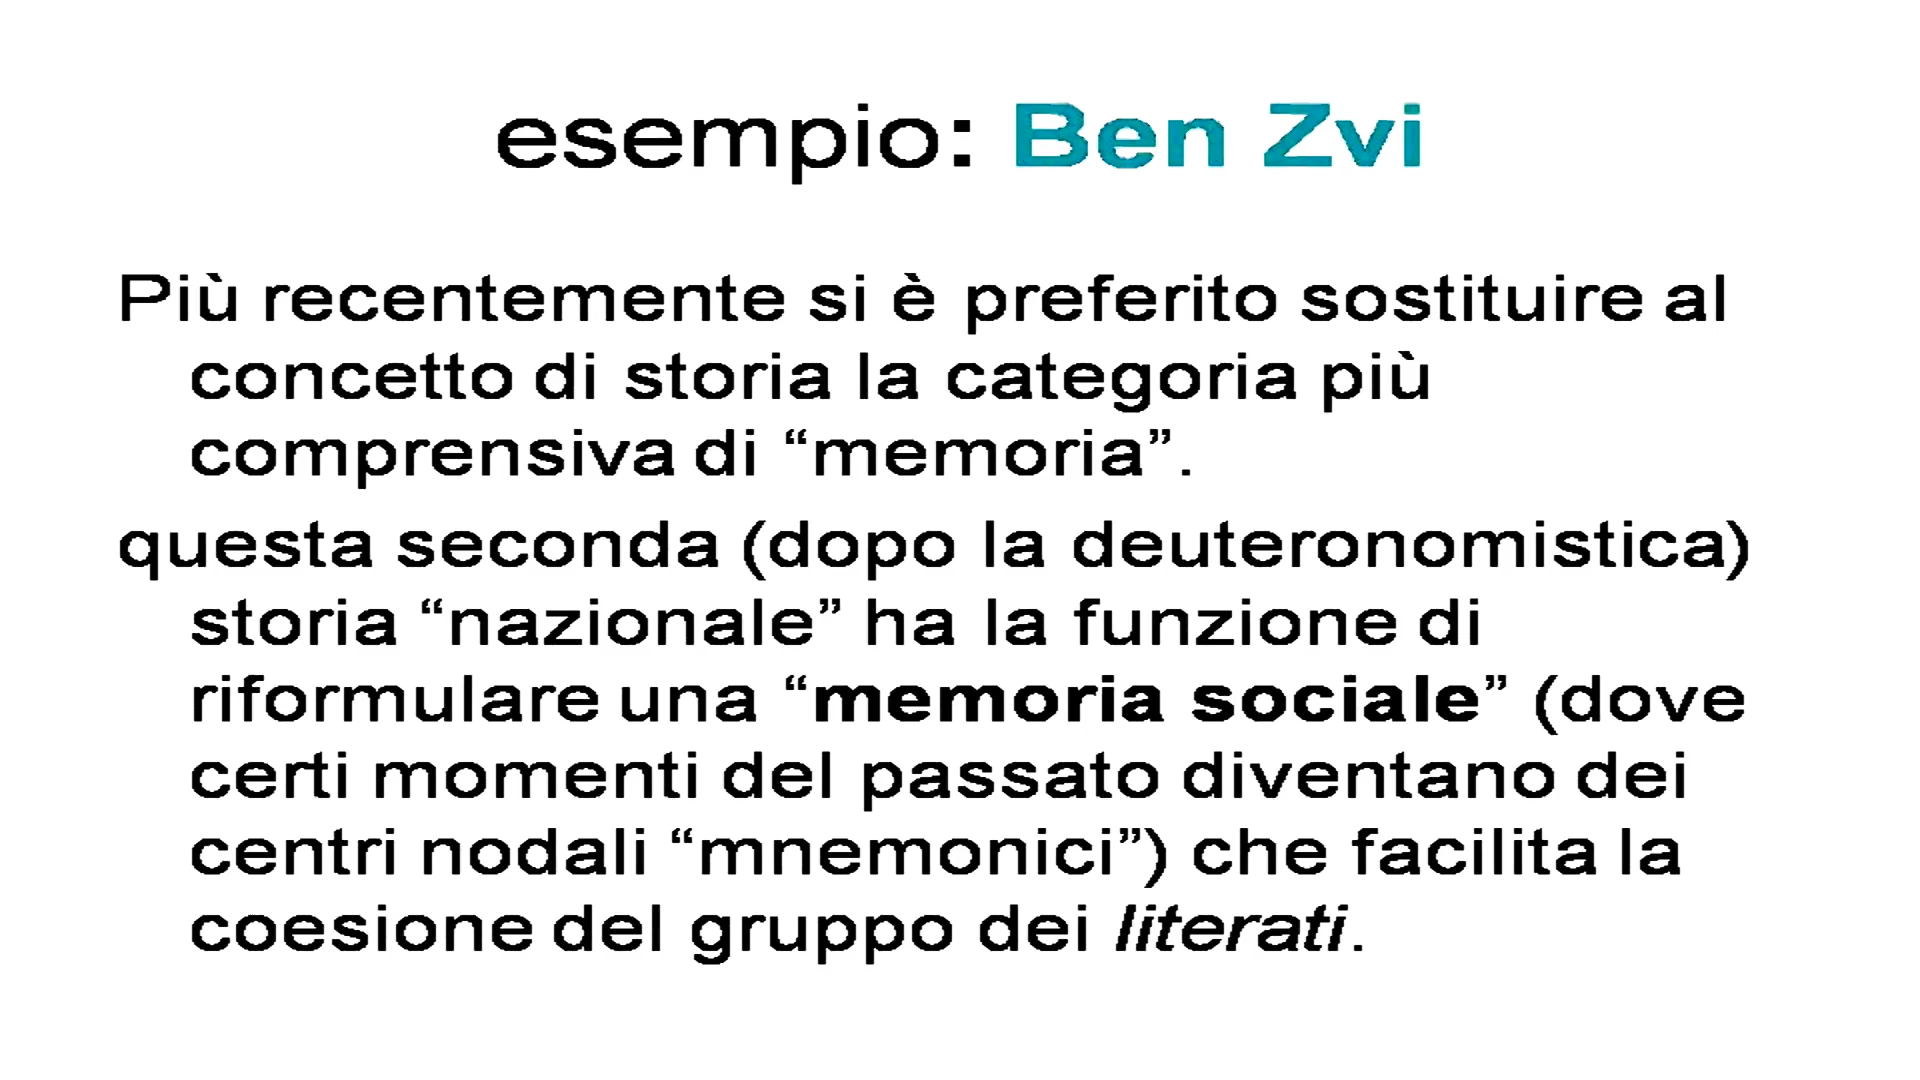 esempio: Ben Zvi
Più recentemente si è preferito sostituire al
concetto di storia la categoria più
comprensiva di “memoria”.
questa seconda (dopo la deuteronomistica)
storia “nazionale” ha la funzione di
riformulare una “memoria sociale” (dove
certi momenti del passato diventano dei
centri nodali “mnemonici”) che facilita la
coesione del gruppo dei literati.